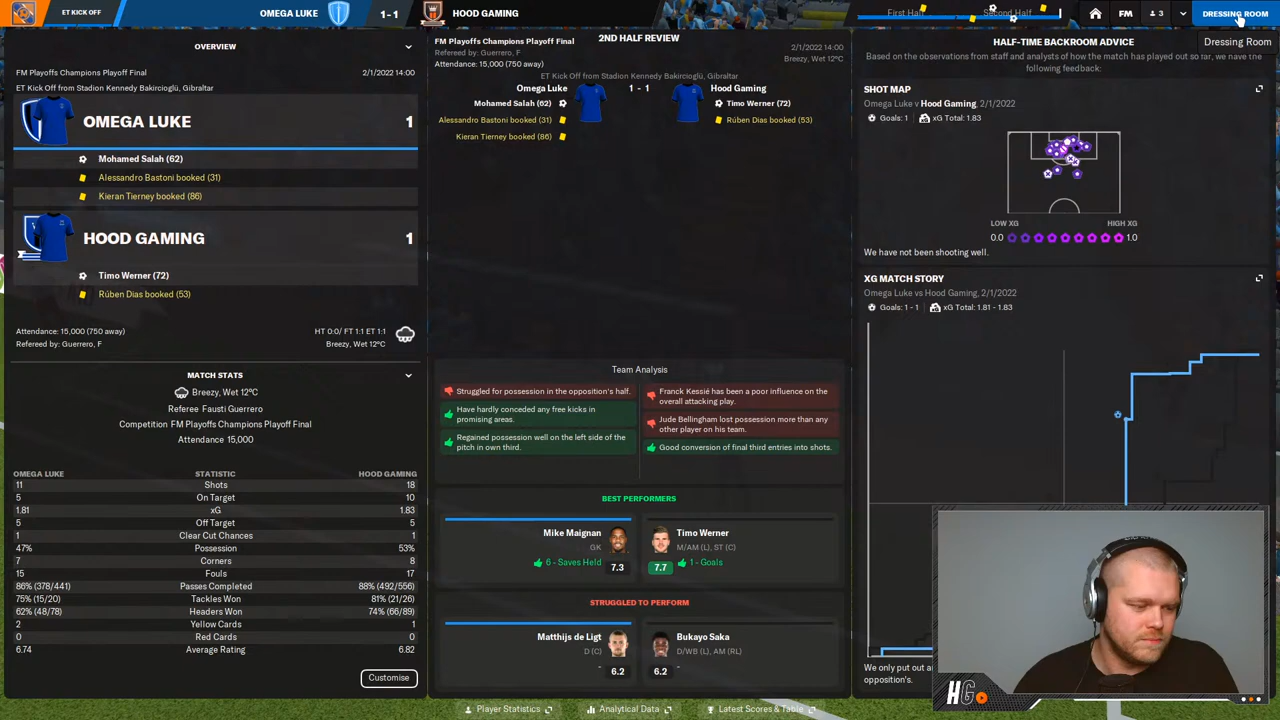 ET KICK OFF
OMEGA LUKE
1-1
HOOD GAMING
First Half
Second Half
FM
3
DRESSING ROOM
Dressing Room
OVERVIEW
FM Playoffs Champions Playoff Final
2/1/2022 14:00
ET Kick Off from Stadion Kennedy Bakircioglü, Gibraltar
OMEGA LUKE 1
Mohamed Salah (62)
Alessandro Bastoni booked (31)
Kieran Tierney booked (86)
HOOD GAMING 1
Timo Werner (72)
Rúben Dias booked (53)
Attendance: 15,000 (750 away)
Refereed by: Guerrero, F
HT 0:0/ FT 1:1 ET 1:1
Breezy, Wet 12°C
MATCH STATS
Breezy, Wet 12°C
Referee Fausti Guerrero
Competition FM Playoffs Champions Playoff Final
Attendance 15,000
OMEGA LUKE STATISTIC HOOD GAMING
11 Shots 18
5 On Target 10
1.81 xG 1.83
5 Off Target 5
1 Clear Cut Chances 1
47% Possession 53%
7 Corners 8
15 Fouls 17
86% (378/441) Passes Completed 88% (492/556)
75% (15/20) Tackles Won 81% (21/26)
62% (48/78) Headers Won 74% (66/89)
2 Yellow Cards 1
0 Red Cards 0
6.74 Average Rating 6.82
Customise
2ND HALF REVIEW
FM Playoffs Champions Playoff Final
Refereed by: Guerrero, F
Attendance: 15,000 (750 away)
2/1/2022 14:00
Breezy, Wet 12°C
ET Kick Off from Stadion Kennedy Bakircioglü, Gibraltar
Omega Luke 1 - 1 Hood Gaming
Mohamed Salah (62)
Timo Werner (72)
Alessandro Bastoni booked (31)
Rúben Dias booked (53)
Kieran Tierney booked (86)
Team Analysis
Struggled for possession in the opposition's half.
Have hardly conceded any free kicks in
promising areas.
Regained possession well on the left side of the
pitch in own third.
Franck Kessié has been a poor influence on the
overall attacking play.
Jude Bellingham lost possession more than any
other player on his team.
Good conversion of final third entries into shots.
BEST PERFORMERS
Mike Maignan
GK
6 - Saves Held 7.3
Timo Werner
M/AM (L), ST (C)
7.7 1 - Goals
STRUGGLED TO PERFORM
Matthijs de Ligt
D (C)
- 6.2
Bukayo Saka
D/WB (L), AM (RL)
6.2 -
Player Statistics
Analytical Data
Latest Scores & Table
HALF-TIME BACKROOM ADVICE
Based on the observations from staff and analysts of how the match has played out so far, we have the
following feedback:
SHOT MAP
Omega Luke v Hood Gaming, 2/1/2022
Goals: 1 xG Total: 1.83
LOW XG HIGH XG
0.0 1.0
We have not been shooting well.
XG MATCH STORY
Omega Luke vs Hood Gaming, 2/1/2022
Goals: 1 - 1 xG Total: 1.81 - 1.83
We only put out a
opposition's.
HG